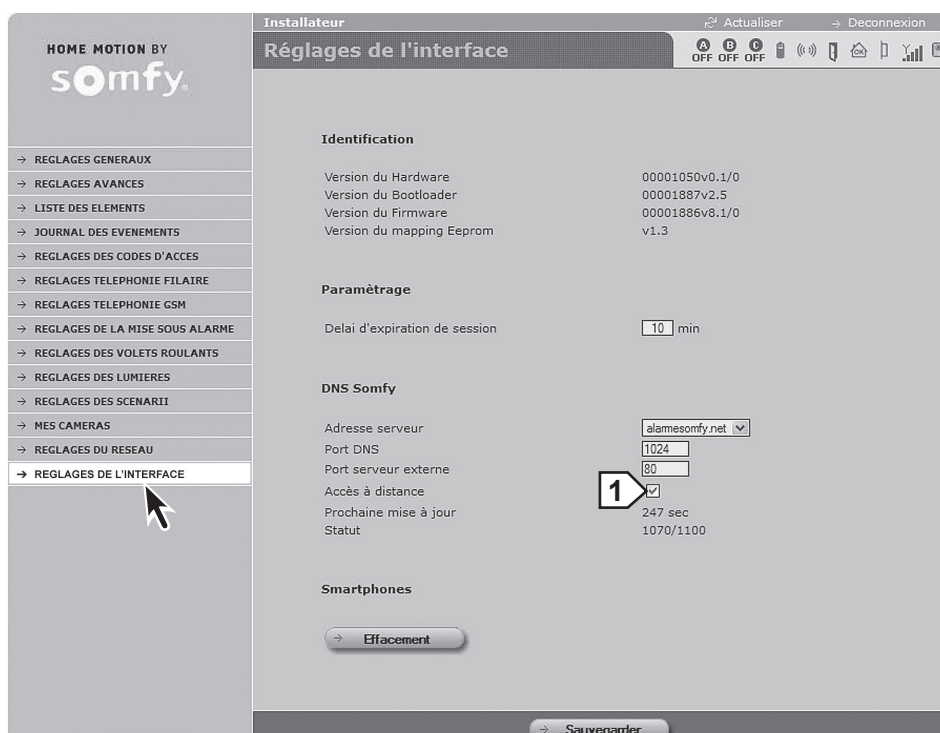 Installateur
Actualiser
Deconnexion
HOME MOTION BY
somfy.
Réglages de l'interface
A B C
OFF OFF OFF
OK
Identification
REGLAGES GENERAUX
REGLAGES AVANCES
LISTE DES ELEMENTS
JOURNAL DES EVENEMENTS
REGLAGES DES CODES D'ACCES
REGLAGES TELEPHONIE FILAIRE
REGLAGES TELEPHONIE GSM
REGLAGES DE LA MISE SOUS ALARME
REGLAGES DES VOLETS ROULANTS
REGLAGES DES LUMIERES
REGLAGES DES SCENARII
MES CAMERAS
REGLAGES DU RESEAU
REGLAGES DE L'INTERFACE
Version du Hardware 00001050v0.1/0
Version du Bootloader 00001887v2.5
Version du Firmware 00001886v8.1/0
Version du mapping Eeprom v1.3
Paramètrage
Delai d'expiration de session 10 min
DNS Somfy
Adresse serveur alarmesomfy.net
Port DNS 1024
Port serveur externe 80
Accès à distance 1
Prochaine mise à jour 247 sec
Statut 1070/1100
Smartphones
Effacement
Sauvegarder